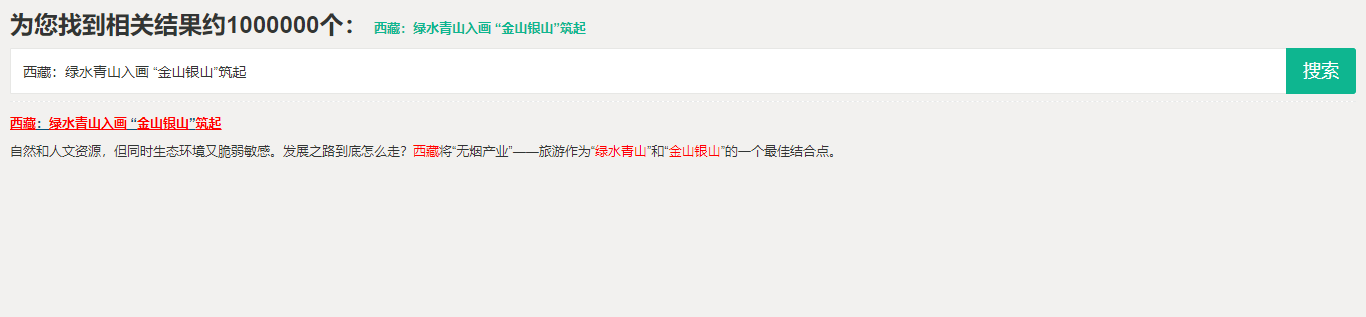 为您找到相关结果约1000000个： 西藏：绿水青山入画 “金山银山”筑起
西藏：绿水青山入画 “金山银山”筑起 搜索
西藏：绿水青山入画 “金山银山”筑起
自然和人文资源，但同时生态环境又脆弱敏感。发展之路到底怎么走？西藏将“无烟产业”——旅游作为“绿水青山”和“金山银山”的一个最佳结合点。